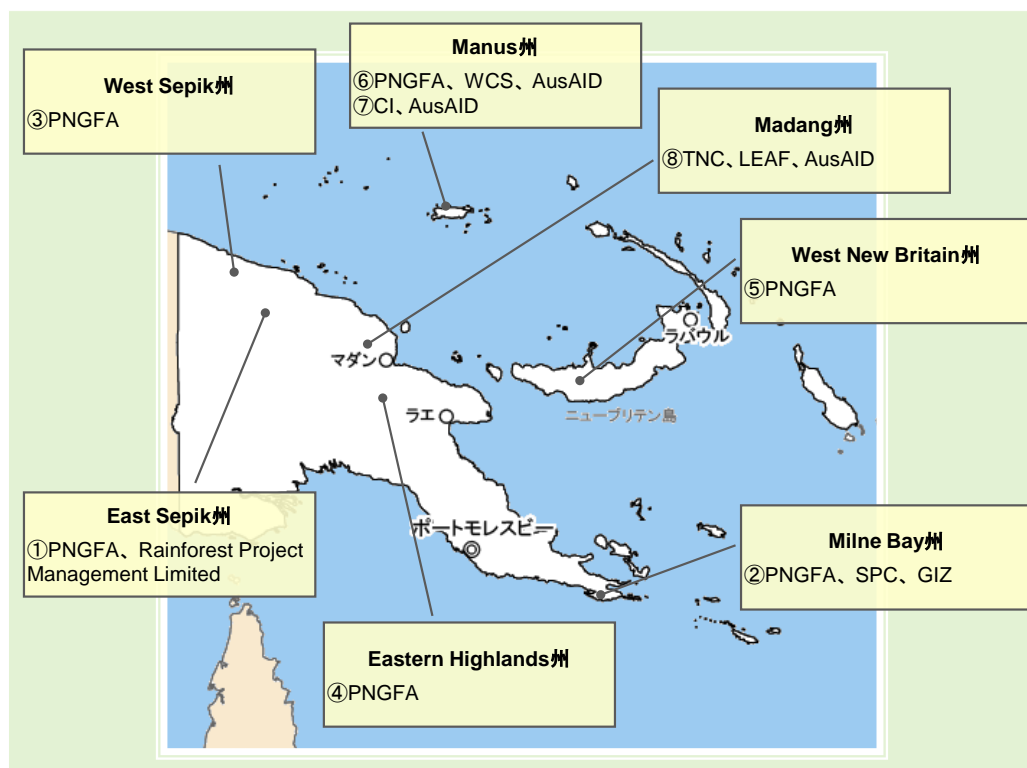 Manus州
⑥PNGFA、WCS、AusAID
⑦CI、AusAID
West Sepik州
③PNGFA
Madang州
⑧TNC、LEAF、AusAID
West New Britain州
⑤PNGFA
ラバウル
マダン
ラエ
ニューブリテン島
East Sepik州
①PNGFA、Rainforest Project
Management Limited
ポートモレスビー
Milne Bay州
②PNGFA、SPC、GIZ
Eastern Highlands州
④PNGFA